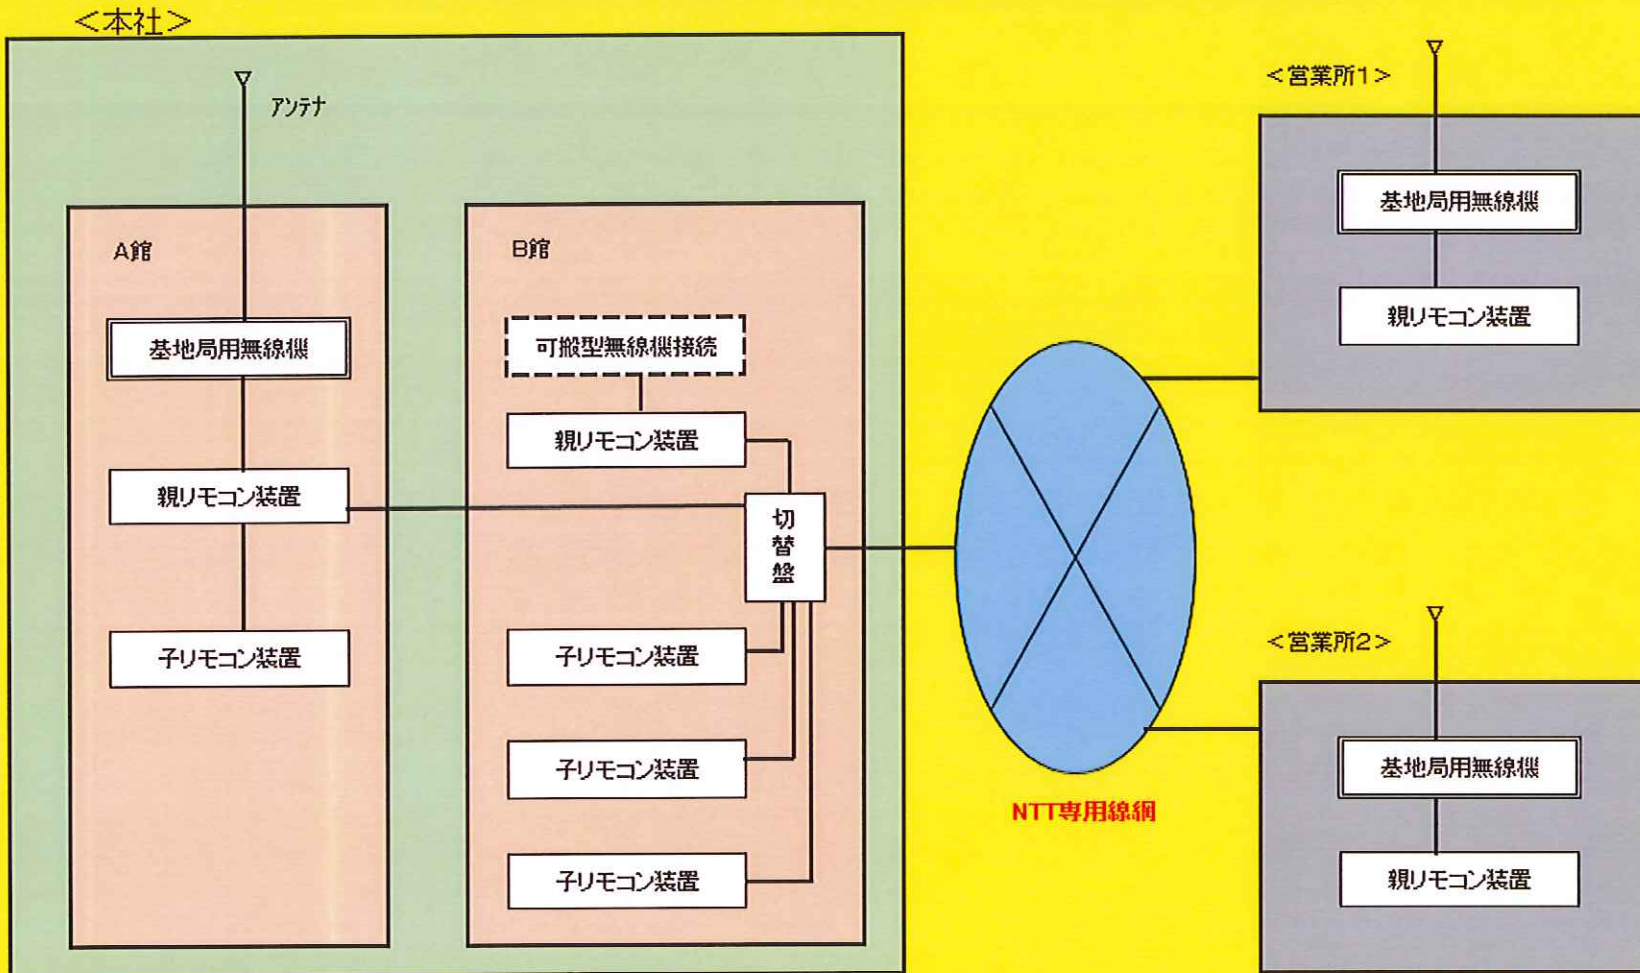 ＜本社＞
アンテナ
A館
基地局用無線機
親リモコン装置
子リモコン装置
B館
可搬型無線機接続
親リモコン装置
切替盤
子リモコン装置
子リモコン装置
子リモコン装置
NTT専用線網
＜営業所1＞
基地局用無線機
親リモコン装置
＜営業所2＞
基地局用無線機
親リモコン装置